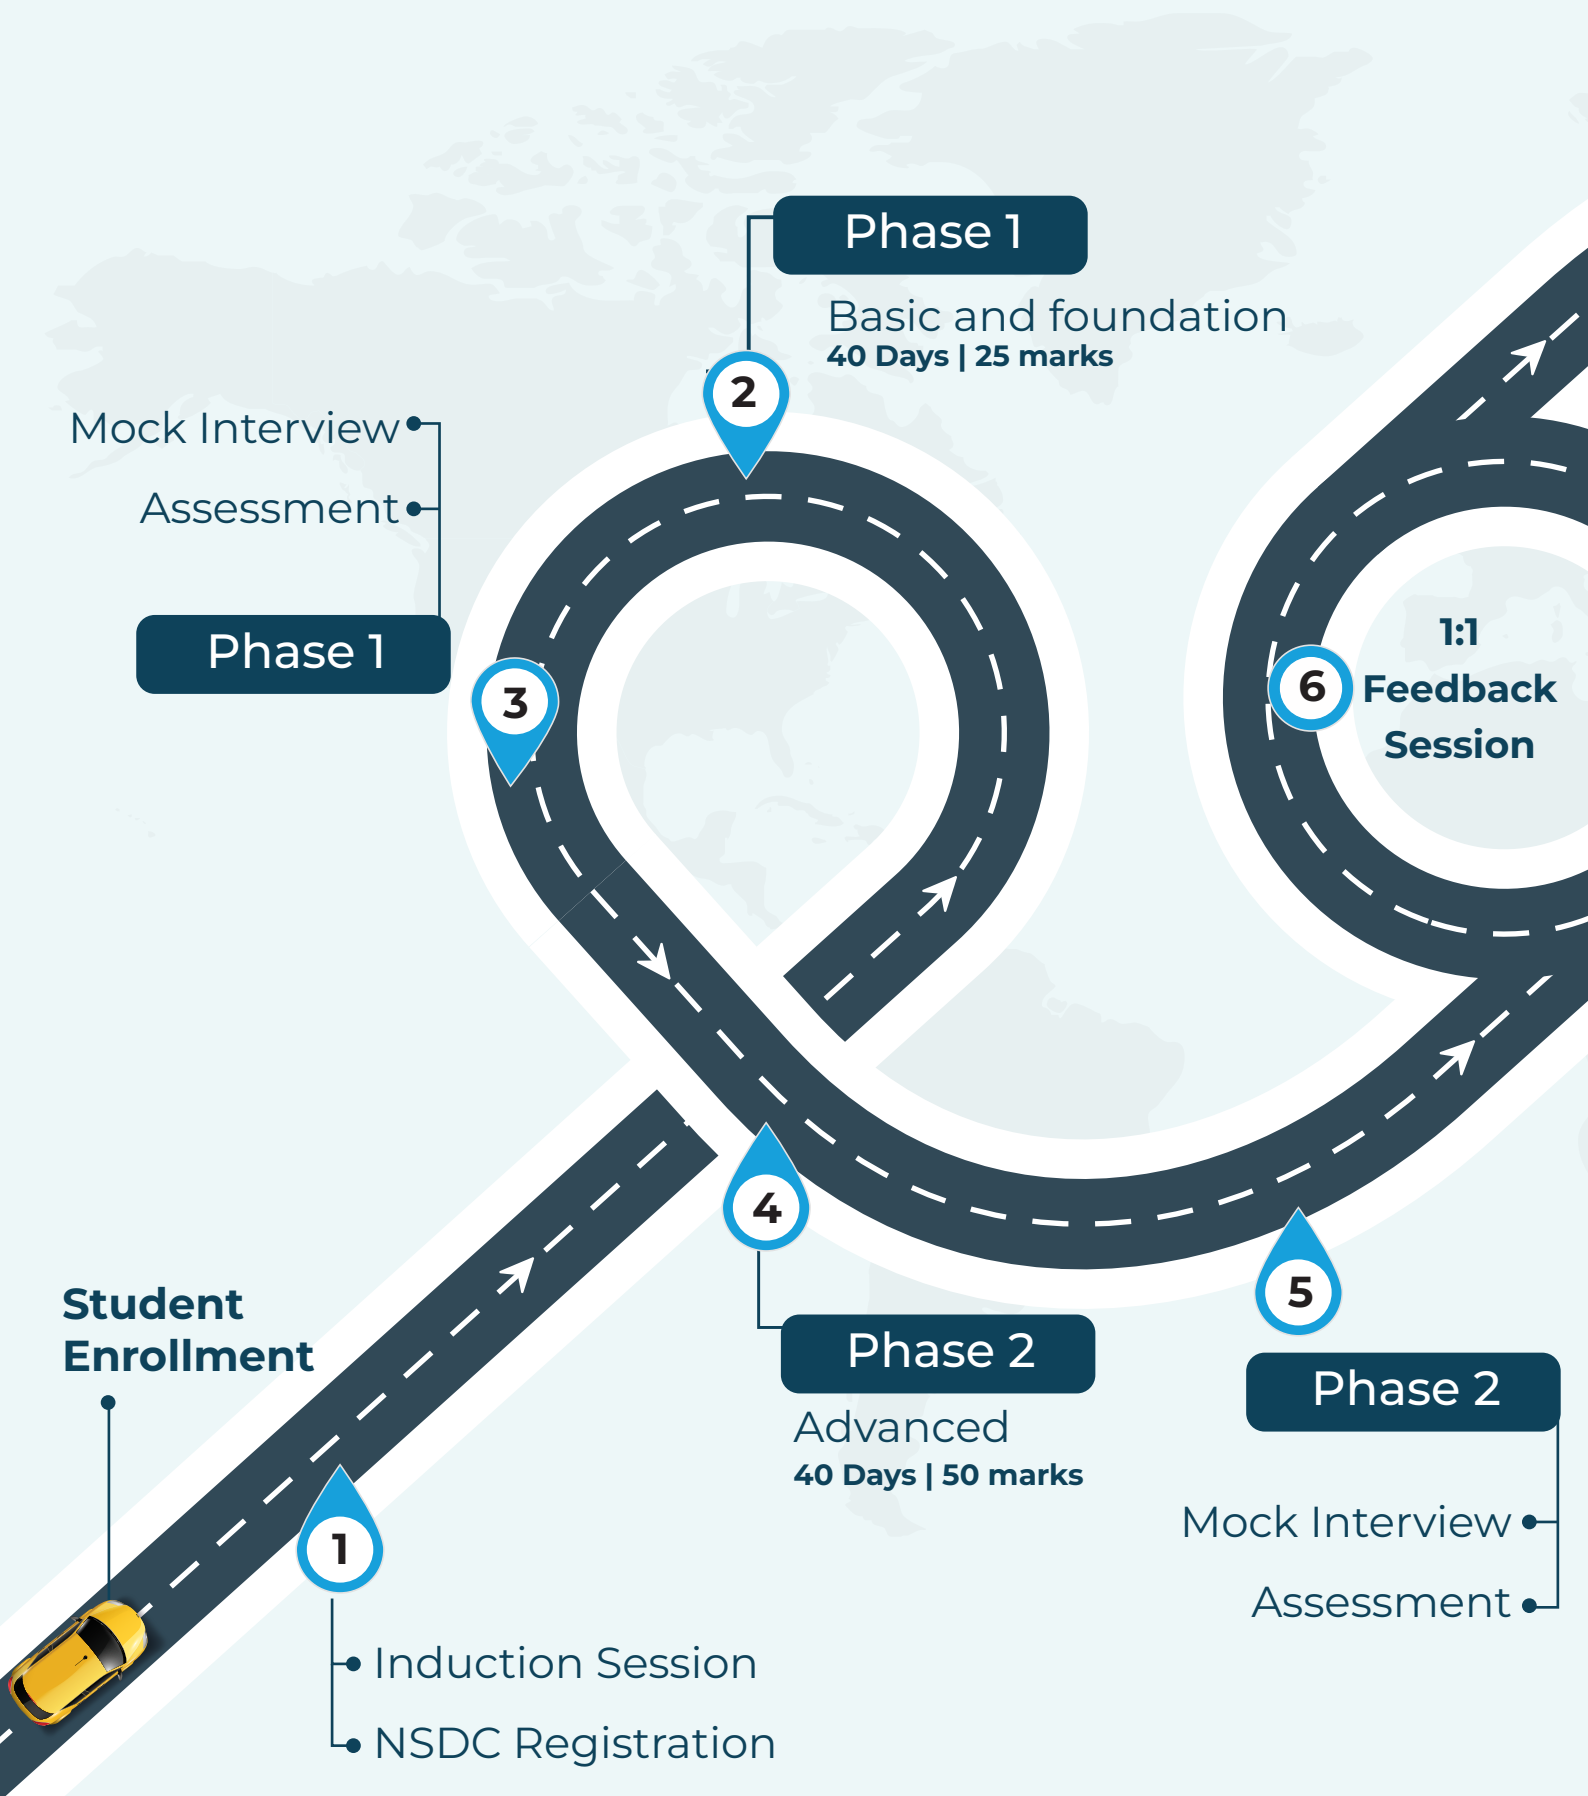 Phase 1
Basic and foundation
40 Days | 25 marks
2
Mock Interview
Assessment
Phase 1
3
1:1
Feedback
Session
6
4
Phase 2
Advanced
40 Days | 50 marks
5
Phase 2
Mock Interview
Assessment
Student
Enrollment
1
Induction Session
NSDC Registration